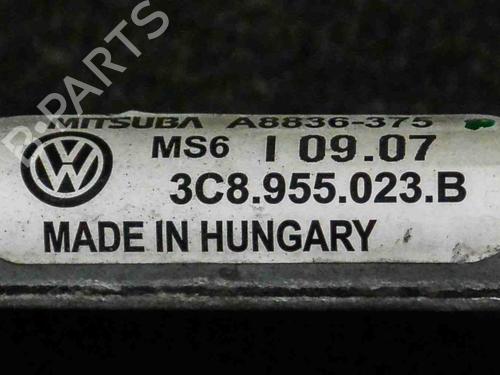 B-PARTS
MITSUBA A8836-375
MS6 I 09.07
3C8.955.023.B
MADE IN HUNGARY